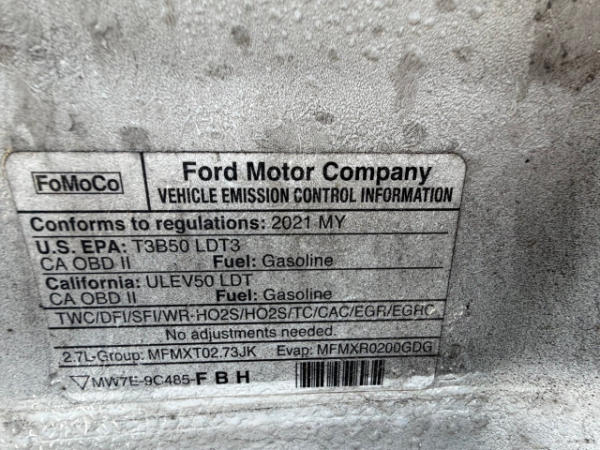 FoMoCo
Ford Motor Company
VEHICLE EMISSION CONTROL INFORMATION
Conforms to regulations: 2021 MY
U.S. EPA: T3B50 LDT3
CA OBD II Fuel: Gasoline
California: ULEV50 LDT
CA OBD II Fuel: Gasoline
TWC/DFI/SFI/WR-HO2S/HO2S/TC/CAC/EGR/EGRC
No adjustments needed.
2.7L-Group: MFMXT02.73JK Evap: MFMXR0200GDG
MW7E-9C485-F B H